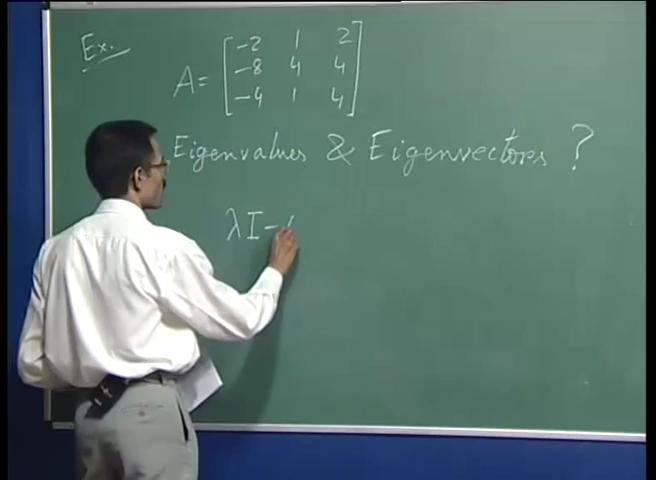 Ex.
A = [ -2 1 2
-8 4 4
-4 1 4 ]
Eigenvalues & Eigenvectors ?
λI -